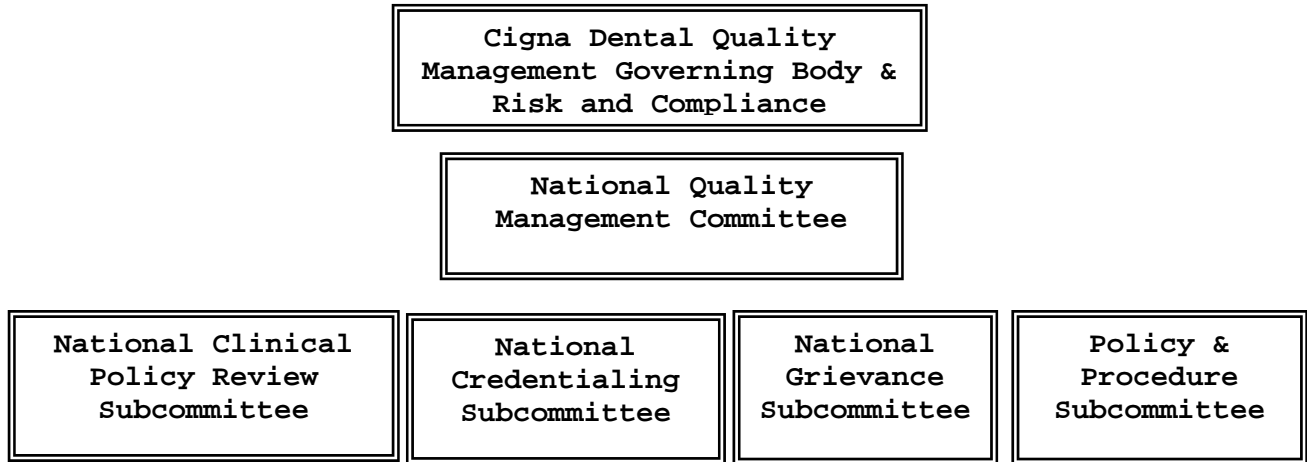 Cigna Dental Quality
Management Governing Body &
Risk and Compliance
National Quality
Management Committee
National Clinical
Policy Review
Subcommittee
National
Credentialing
Subcommittee
National
Grievance
Subcommittee
Policy &
Procedure
Subcommittee